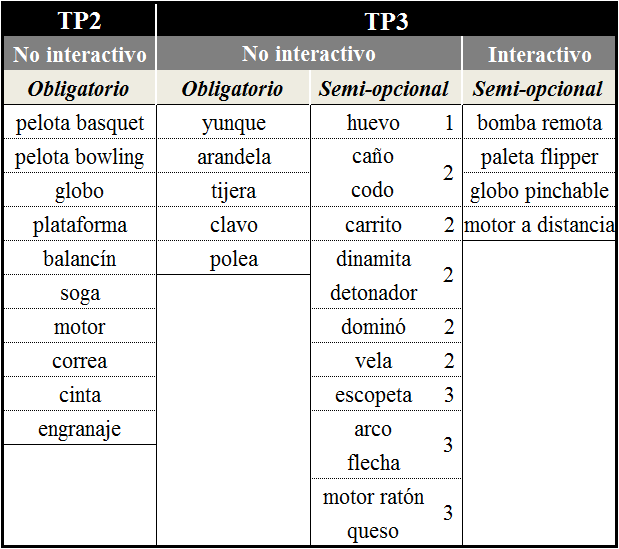 TP2 TP3
No interactivo No interactivo Interactivo
Obligatorio Obligatorio Semi-opcional Semi-opcional
pelota basquet yunque huevo 1 bomba remota
pelota bowling arandela caño 2 paleta flipper
globo tijera codo globo pinchable
plataforma clavo carrito 2 motor a distancia
balancín polea dinamita 2
soga detonador
motor dominó 2
correa vela 2
cinta escopeta 3
engranaje arco 3
flecha
motor ratón 3
queso